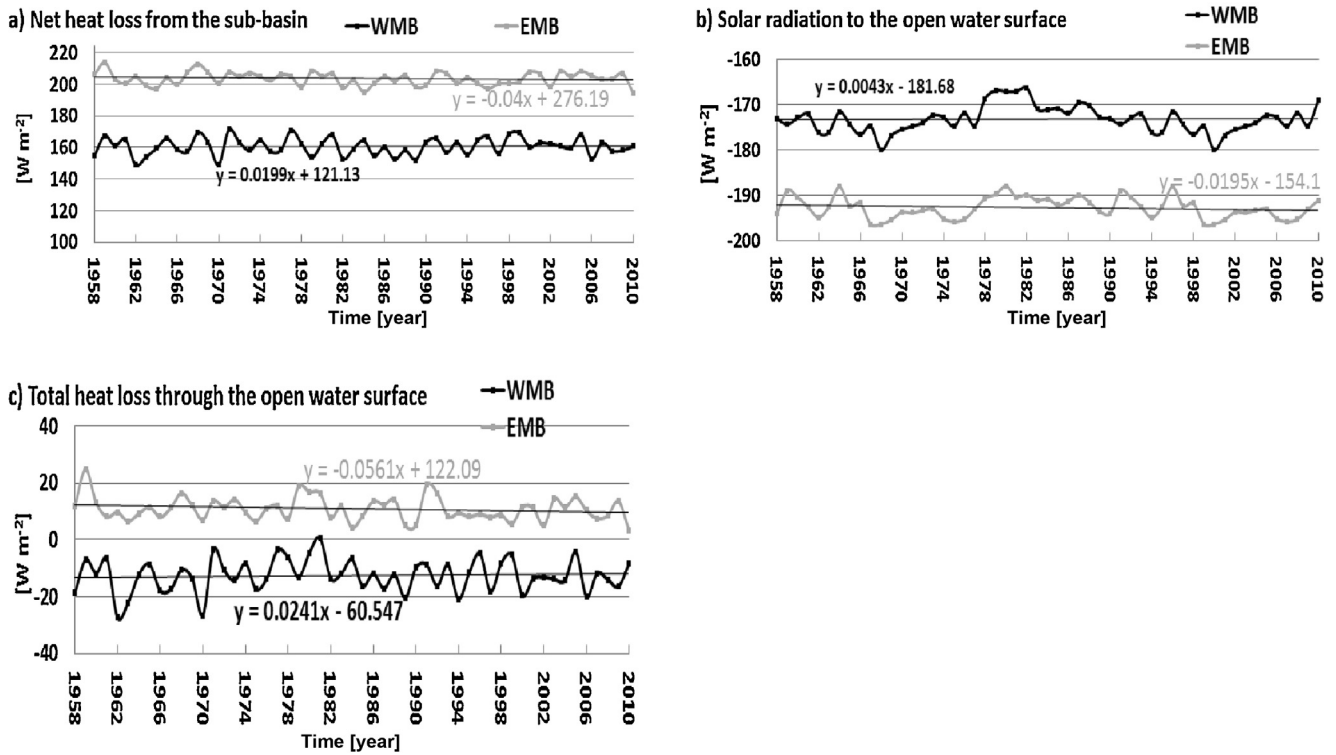 a) Net heat loss from the sub-basin WMB EMB
220
200
180
160
140
120
100
[W m-2]
y = -0.04x + 276.19
y = 0.0199x + 121.13
1958 1962 1966 1970 1974 1978 1982 1986 1990 1994 1998 2002 2006 2010
Time [year]
b) Solar radiation to the open water surface WMB
EMB
-160
-170
-180
-190
-200
[W m-2]
y = 0.0043x - 181.68
y = -0.0195x - 154.1
1958 1962 1966 1970 1974 1978 1982 1986 1990 1994 1998 2002 2006 2010
Time [year]
c) Total heat loss through the open water surface WMB
EMB
40
20
0
-20
-40
[W m-2]
y = -0.0561x + 122.09
y = 0.0241x - 60.547
1958 1962 1966 1970 1974 1978 1982 1986 1990 1994 1998 2002 2006 2010
Time [year]